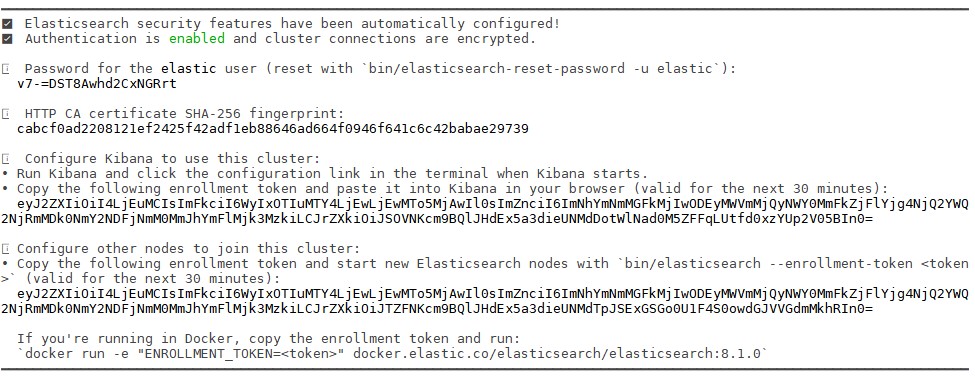 Elasticsearch security features have been automatically configured!
Authentication is enabled and cluster connections are encrypted.
Password for the elastic user (reset with `bin/elasticsearch-reset-password -u elastic`):
v7-=DST8Awhd2CxNGRrt
HTTP CA certificate SHA-256 fingerprint:
cabcf0ad2208121ef2425f42adf1eb88646ad664f0946f641c6c42babae29739
Configure Kibana to use this cluster:
• Run Kibana and click the configuration link in the terminal when Kibana starts.
• Copy the following enrollment token and paste it into Kibana in your browser (valid for the next 30 minutes):
eyJ2ZXIiOiI4LjEuMCIsImFkciI6WyIxOTIuMTY4LjEwLjEwMTo5MjAwIl0sImZnciI6ImNhYmNmMGFkMjIwODEyMWVmMjQyNWY0MmFkZjFlYjg4NjQ2YWQ
2NjRmMDk0NmY2NDFjNmM0MmJhYmFlMjk3MzkiLCJrZXkiOiJSOVNKcm9BQlJHdEx5a3dieUNMdDotWlNad0M5ZFFqLUtfd0xzYUp2V05BIn0=
Configure other nodes to join this cluster:
• Copy the following enrollment token and start new Elasticsearch nodes with `bin/elasticsearch --enrollment-token <token
>` (valid for the next 30 minutes):
eyJ2ZXIiOiI4LjEuMCIsImFkciI6WyIxOTIuMTY4LjEwLjEwMTo5MjAwIl0sImZnciI6ImNhYmNmMGFkMjIwODEyMWVmMjQyNWY0MmFkZjFlYjg4NjQ2YWQ
2NjRmMDk0NmY2NDFjNmM0MmJhYmFlMjk3MzkiLCJrZXkiOiJTZFNKcm9BQlJHdEx5a3dieUNMdTpJSExGSGo0U1F4S0owdGJVVGdmMkhRIn0=
If you're running in Docker, copy the enrollment token and run:
`docker run -e "ENROLLMENT_TOKEN=<token>" docker.elastic.co/elasticsearch/elasticsearch:8.1.0`